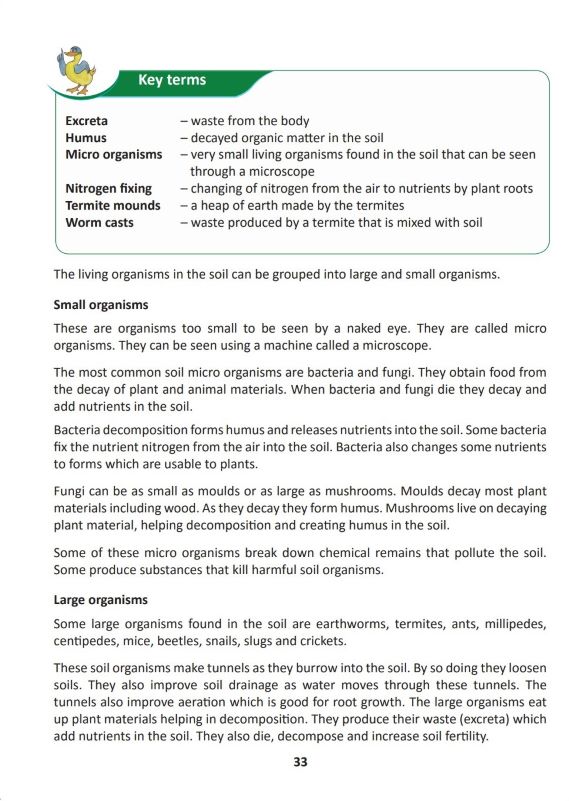 Key terms
Excreta – waste from the body
Humus – decayed organic matter in the soil
Micro organisms – very small living organisms found in the soil that can be seen
through a microscope
Nitrogen fixing – changing of nitrogen from the air to nutrients by plant roots
Termite mounds – a heap of earth made by the termites
Worm casts – waste produced by a termite that is mixed with soil
The living organisms in the soil can be grouped into large and small organisms.
Small organisms
These are organisms too small to be seen by a naked eye. They are called micro
organisms. They can be seen using a machine called a microscope.
The most common soil micro organisms are bacteria and fungi. They obtain food from
the decay of plant and animal materials. When bacteria and fungi die they decay and
add nutrients in the soil.
Bacteria decomposition forms humus and releases nutrients into the soil. Some bacteria
fix the nutrient nitrogen from the air into the soil. Bacteria also changes some nutrients
to forms which are usable to plants.
Fungi can be as small as moulds or as large as mushrooms. Moulds decay most plant
materials including wood. As they decay they form humus. Mushrooms live on decaying
plant material, helping decomposition and creating humus in the soil.
Some of these micro organisms break down chemical remains that pollute the soil.
Some produce substances that kill harmful soil organisms.
Large organisms
Some large organisms found in the soil are earthworms, termites, ants, millipedes,
centipedes, mice, beetles, snails, slugs and crickets.
These soil organisms make tunnels as they burrow into the soil. By so doing they loosen
soils. They also improve soil drainage as water moves through these tunnels. The
tunnels also improve aeration which is good for root growth. The large organisms eat
up plant materials helping in decomposition. They produce their waste (excreta) which
add nutrients in the soil. They also die, decompose and increase soil fertility.
33